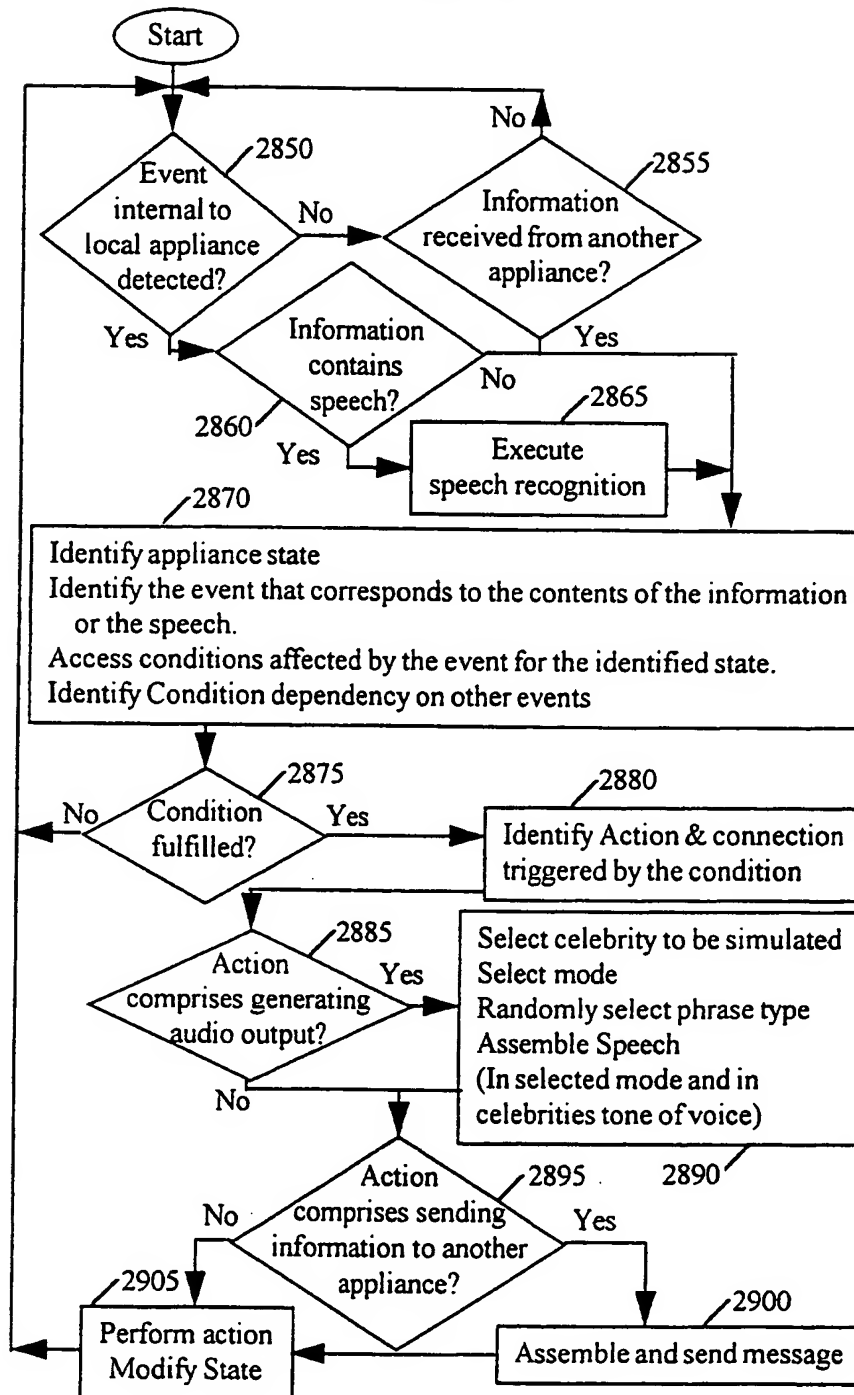 Start
2850
Event
internal to
local appliance
detected?
No
Yes
No
2855
Information
received from another
appliance?
Yes
Information
contains
speech?
No
2860
Yes
2865
Execute
speech recognition
2870
Identify appliance state
Identify the event that corresponds to the contents of the information
or the speech.
Access conditions affected by the event for the identified state.
Identify Condition dependency on other events
2875
No
Condition
fulfilled?
Yes
2880
Identify Action & connection
triggered by the condition
2885
Action
comprises generating
audio output?
Yes
No
Select celebrity to be simulated
Select mode
Randomly select phrase type
Assemble Speech
(In selected mode and in
celebrities tone of voice)
2890
2895
Action
comprises sending
information to another
appliance?
No
Yes
2905
Perform action
Modify State
2900
Assemble and send message